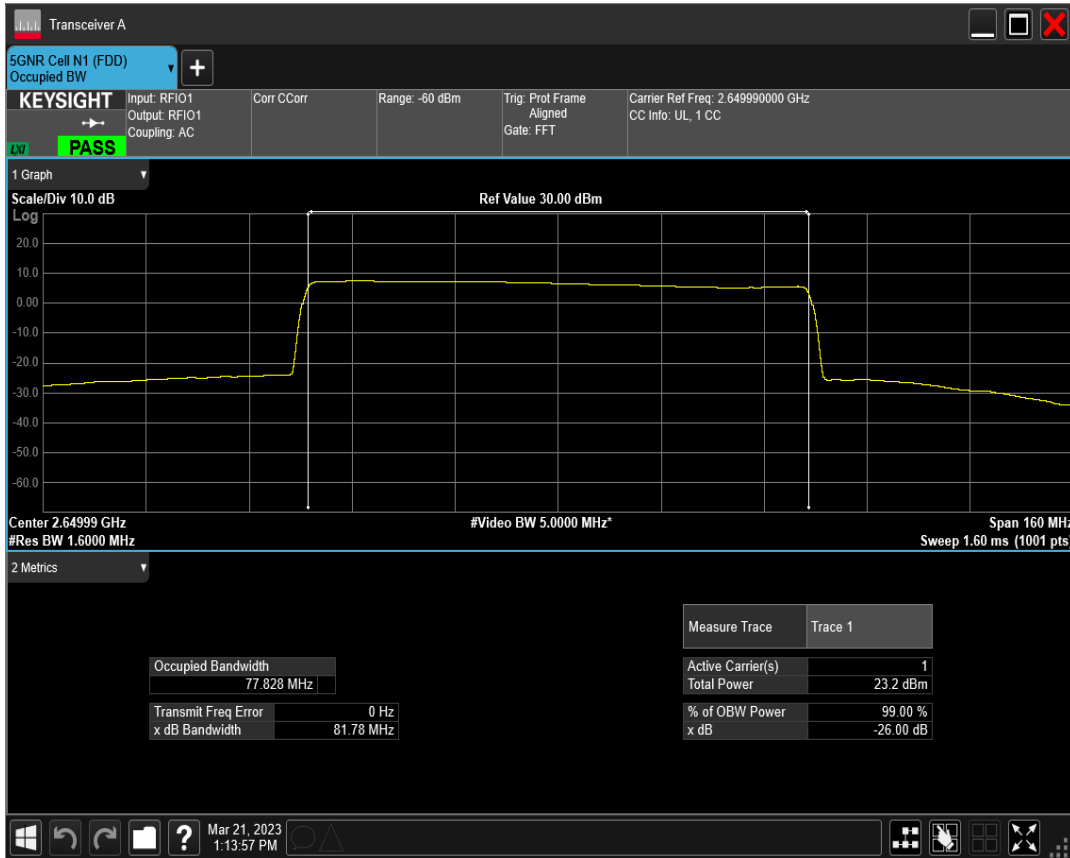 Transceiver A
5GNR Cell N1 (FDD)
Occupied BW
+
KEYSIGHT
LXI
PASS
Input: RFIO1
Output: RFIO1
Coupling: AC
Corr CCorr
Range: -60 dBm
Trig: Prot Frame
Aligned
Gate: FFT
Carrier Ref Freq: 2.649990000 GHz
CC Info: UL, 1 CC
1 Graph
Scale/Div 10.0 dB
Ref Value 30.00 dBm
Log
20.0
10.0
0.00
-10.0
-20.0
-30.0
-40.0
-50.0
-60.0
Center 2.64999 GHz
#Video BW 5.0000 MHz*
Span 160 MHz
#Res BW 1.6000 MHz
Sweep 1.60 ms (1001 pts)
2 Metrics
Measure Trace Trace 1
Occupied Bandwidth
77.828 MHz
Active Carrier(s) 1
Total Power 23.2 dBm
Transmit Freq Error 0 Hz
x dB Bandwidth 81.78 MHz
% of OBW Power 99.00 %
x dB -26.00 dB
?
Mar 21, 2023
1:13:57 PM